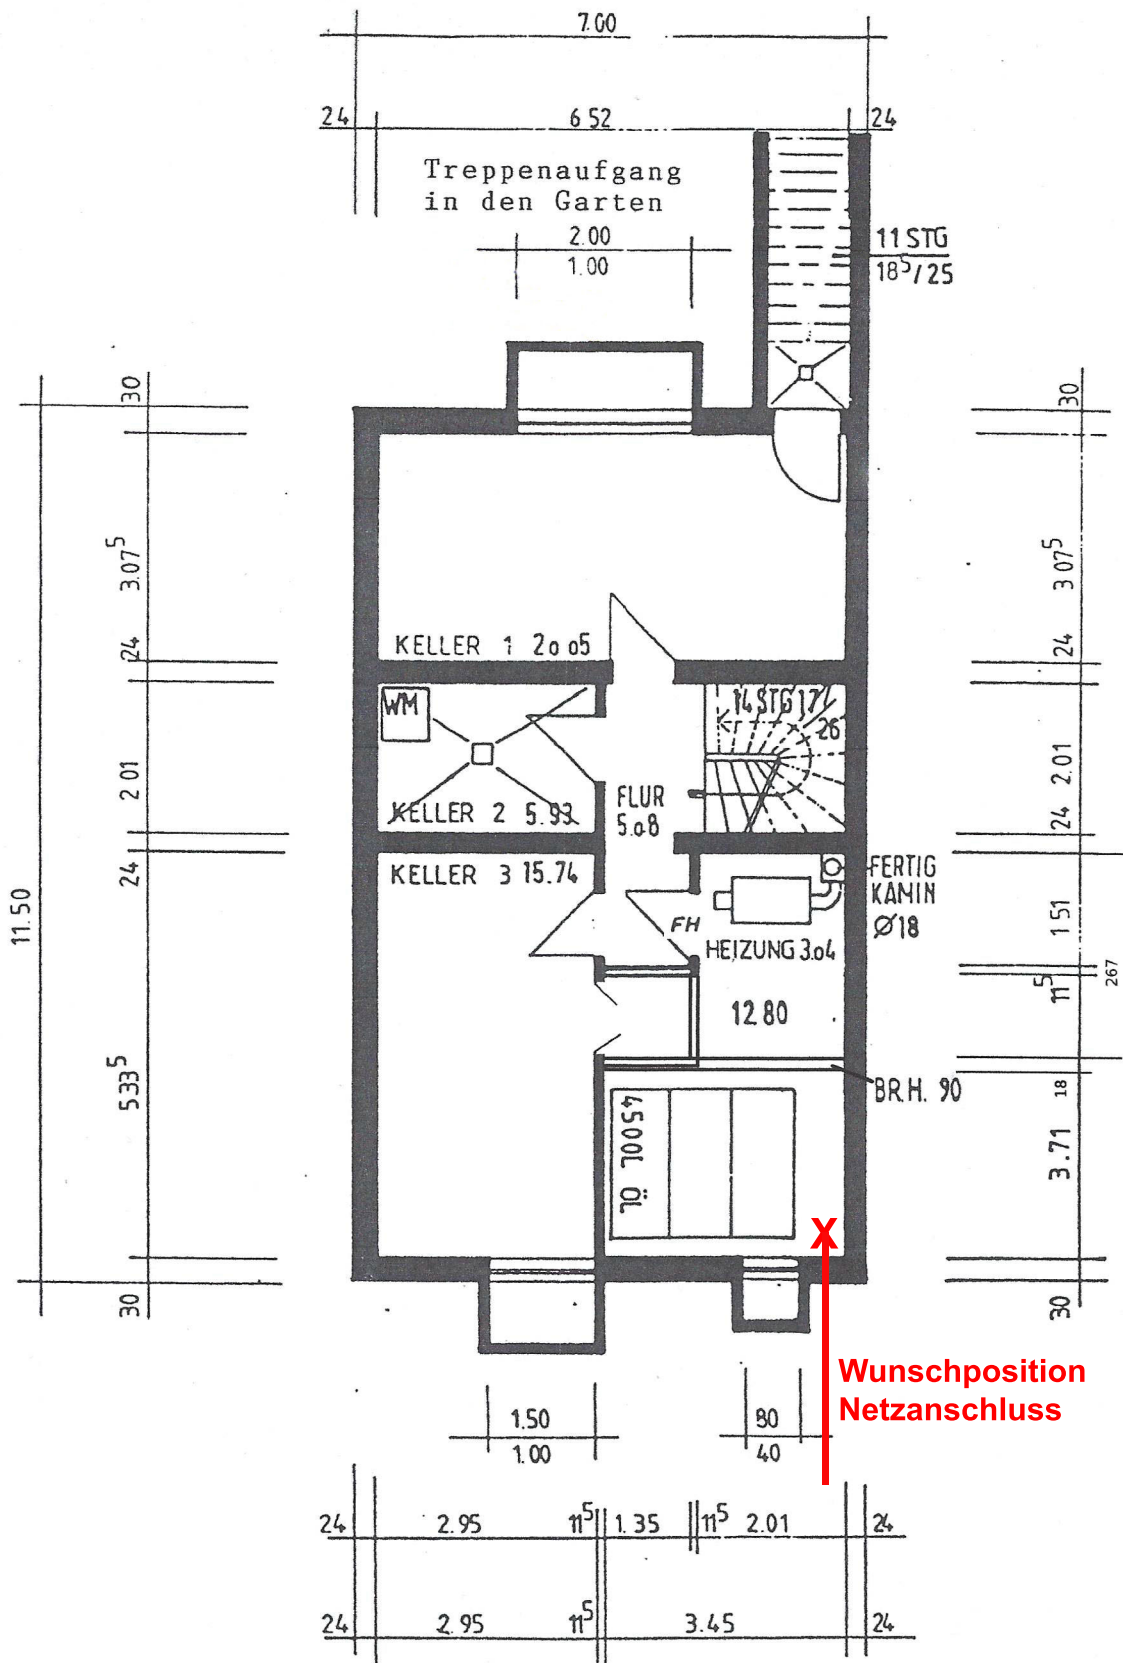 7.00
24
6 52
24
Treppenaufgang
in den Garten
2.00
1.00
11 STG
18⁵/25
30
30
3.07⁵
3 07⁵
KELLER 1 20 05
24
24
WM
14 STG 17/
26
2 01
2.01
FLUR
5.08
KELLER 2 5.93
24
24
KELLER 3 15.74
FERTIG
KAMIN
Ø18
11.50
1 51
FH
HEIZUNG 3.04
267
11⁵
12 80
5.33⁵
18
BR.H. 90
4500L ÖL
3.71
X
30
30
Wunschposition
Netzanschluss
1.50
1.00
80
40
24
2.95
11⁵
1.35
11⁵
2.01
24
24
2.95
11⁵
3.45
24